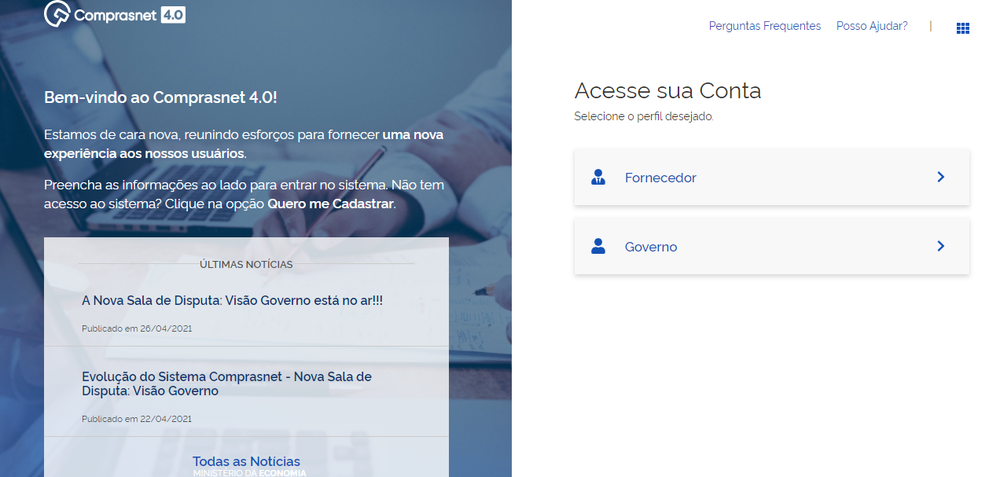 Comprasnet 4.0
Bem-vindo ao Comprasnet 4.0!
Estamos de cara nova, reunindo esforços para fornecer uma nova
experiência aos nossos usuários.
Preencha as informações ao lado para entrar no sistema. Não tem
acesso ao sistema? Clique na opção Quero me Cadastrar.
ÚLTIMAS NOTÍCIAS
A Nova Sala de Disputa: Visão Governo está no ar!!!
Publicado em 26/04/2021
Evolução do Sistema Comprasnet - Nova Sala de
Disputa: Visão Governo
Publicado em 22/04/2021
Todas as Notícias
MINISTÉRIO DA ECONOMIA
Perguntas Frequentes Posso Ajudar? |
Acesse sua Conta
Selecione o perfil desejado.
Fornecedor
Governo